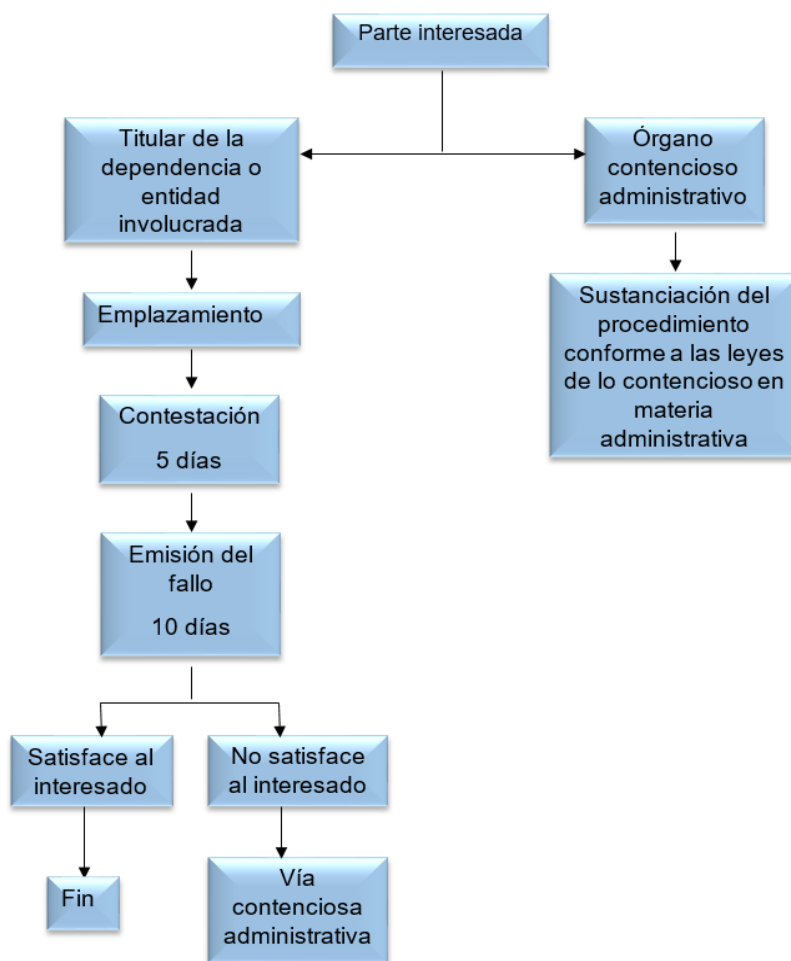 Parte interesada
Titular de la
dependencia o
entidad
involucrada
Órgano
contencioso
administrativo
Emplazamiento
Sustanciación del
procedimiento
conforme a las leyes
de lo contencioso en
materia
administrativa
Contestación
5 días
Emisión del
fallo
10 días
Satisface al
interesado
No satisface
al interesado
Fin
Vía
contenciosa
administrativa